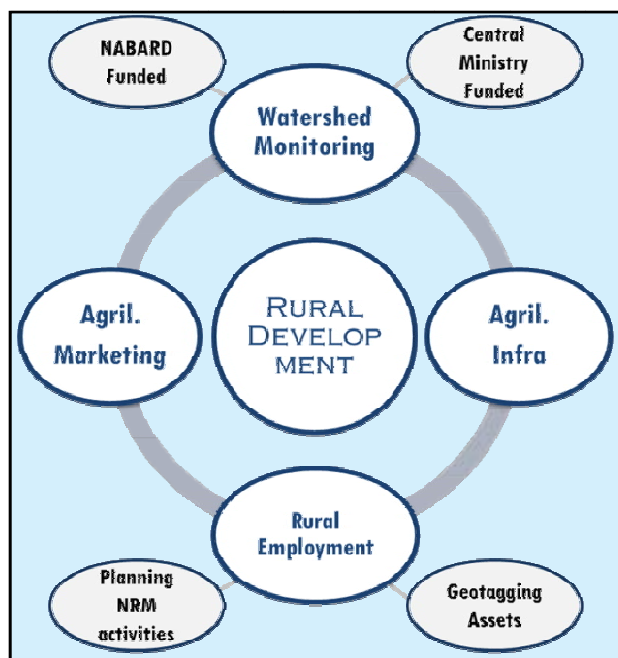 NABARD
Funded
Central
Ministry
Funded
Watershed
Monitoring
Agril.
Marketing
RURAL
DEVELOP
MENT
Agril.
Infra
Rural
Employment
Planning
NRM
activities
Geotagging
Assets